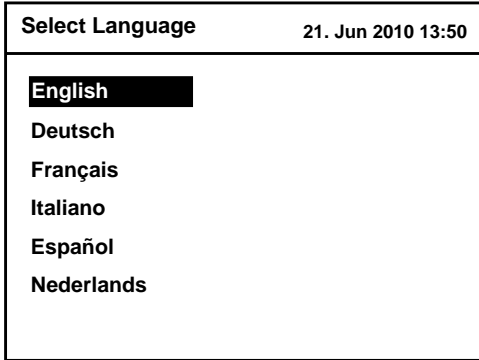 Select Language
21. Jun 2010 13:50
English
Deutsch
Français
Italiano
Español
Nederlands